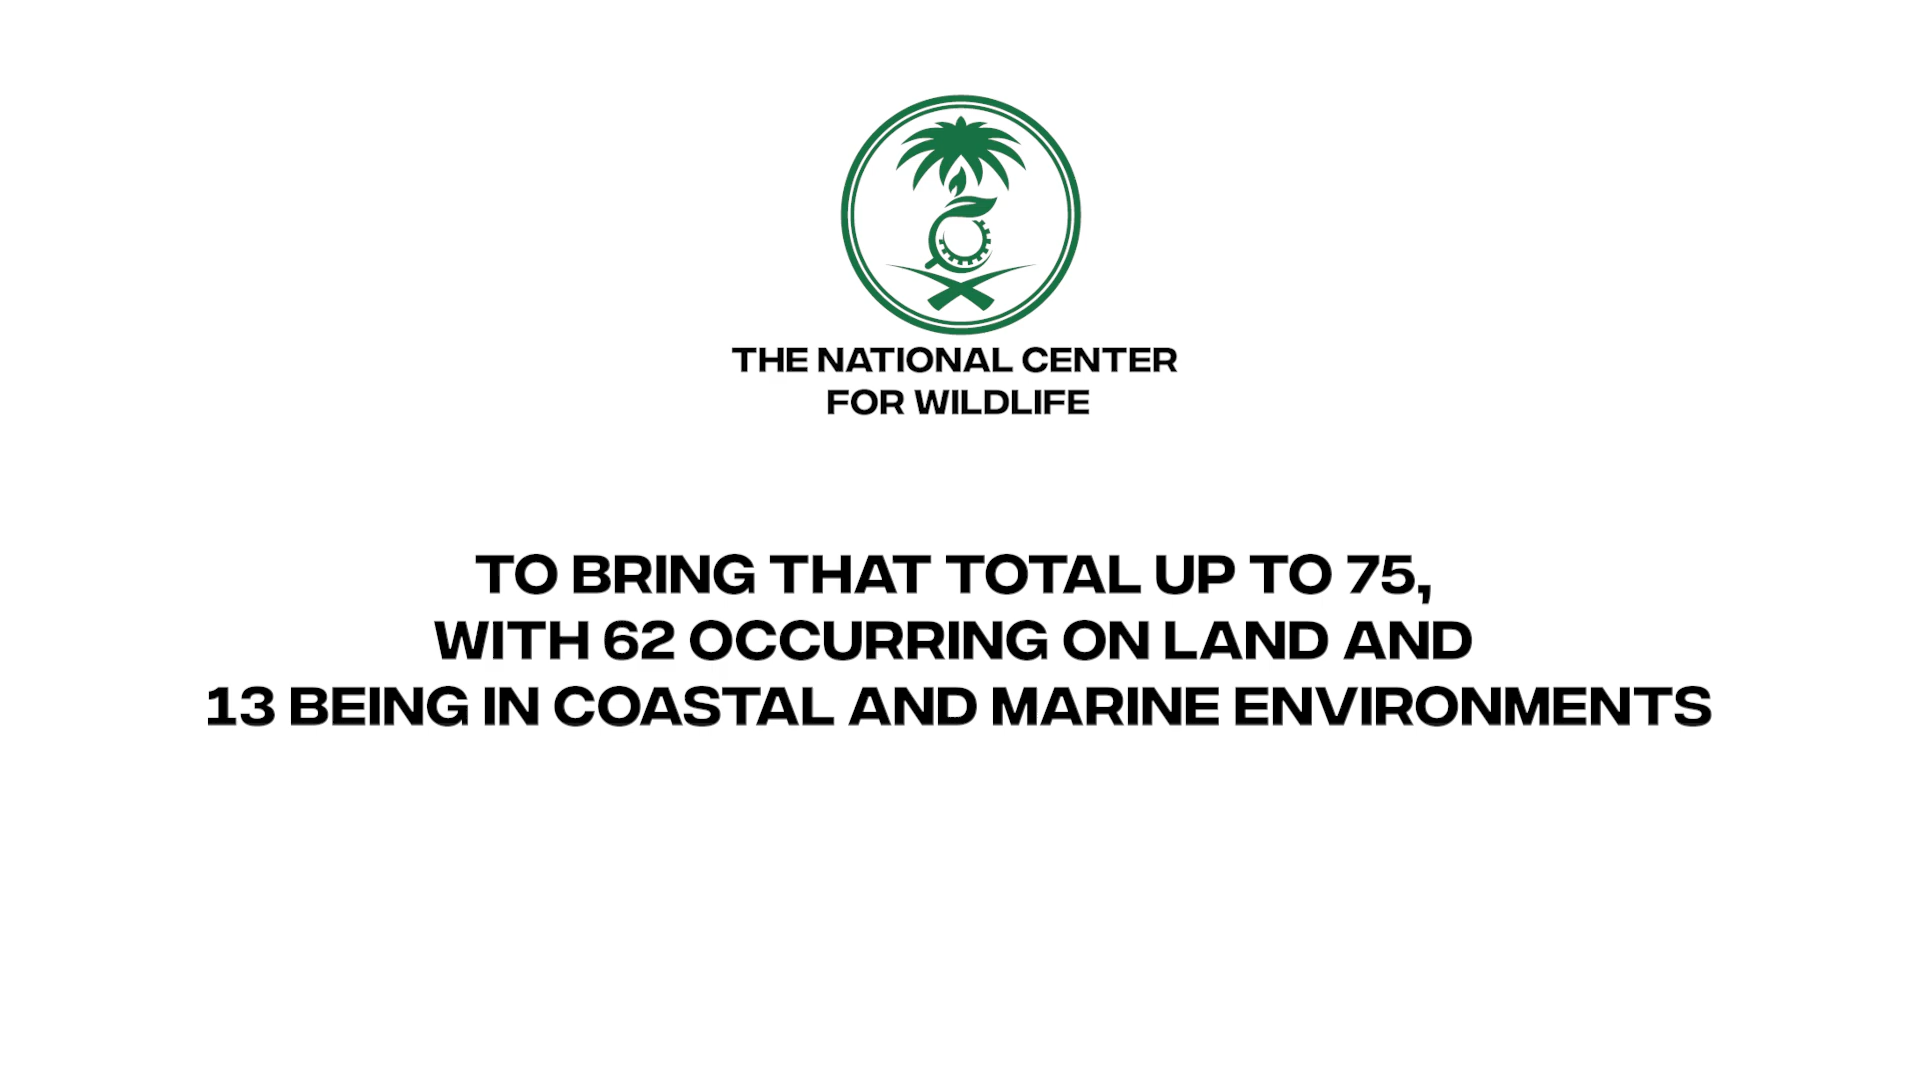 THE NATIONAL CENTER
FOR WILDLIFE
TO BRING THAT TOTAL UP TO 75,
WITH 62 OCCURRING ON LAND AND
13 BEING IN COASTAL AND MARINE ENVIRONMENTS